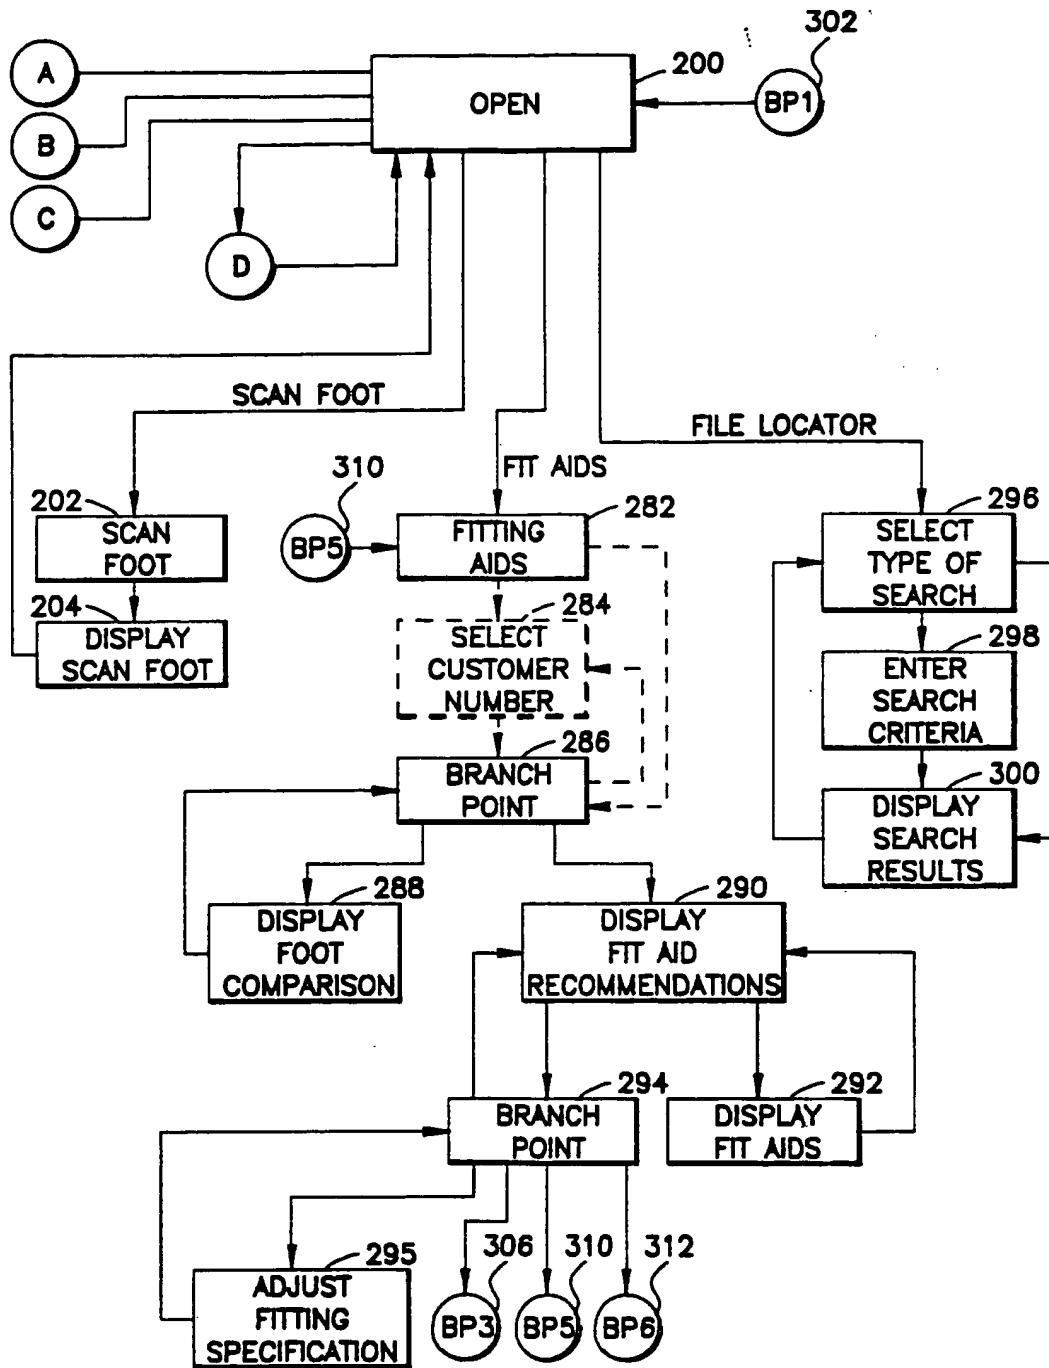 302
A
200
OPEN
BP1
B
C
D
SCAN FOOT
FILE LOCATOR
310
FIT AIDS
202
282
296
SCAN
FOOT
BP5
FITTING
AIDS
SELECT
TYPE OF
SEARCH
204
284
DISPLAY
SCAN FOOT
SELECT
CUSTOMER
NUMBER
298
ENTER
SEARCH
CRITERIA
286
BRANCH
POINT
300
DISPLAY
SEARCH
RESULTS
288
DISPLAY
FOOT
COMPARISON
290
DISPLAY
FIT AID
RECOMMENDATIONS
294
BRANCH
POINT
292
DISPLAY
FIT AIDS
295
ADJUST
FITTING
SPECIFICATION
306
310
312
BP3
BP5
BP6